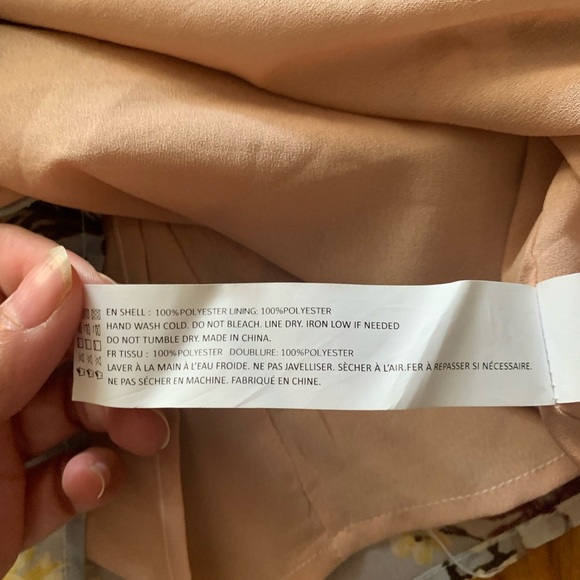 EN SHELL : 100%POLYESTER LINING: 100%POLYESTER
HAND WASH COLD. DO NOT BLEACH. LINE DRY. IRON LOW IF NEEDED
DO NOT TUMBLE DRY. MADE IN CHINA.
FR TISSU : 100%POLYESTER DOUBLURE: 100%POLYESTER
LAVER À LA MAIN À L'EAU FROIDE. NE PAS JAVELLISER. SÈCHER À L'AIR.FER À REPASSER SI NÉCESSAIRE.
NE PAS SÉCHER EN MACHINE. FABRIQUÉ EN CHINE.